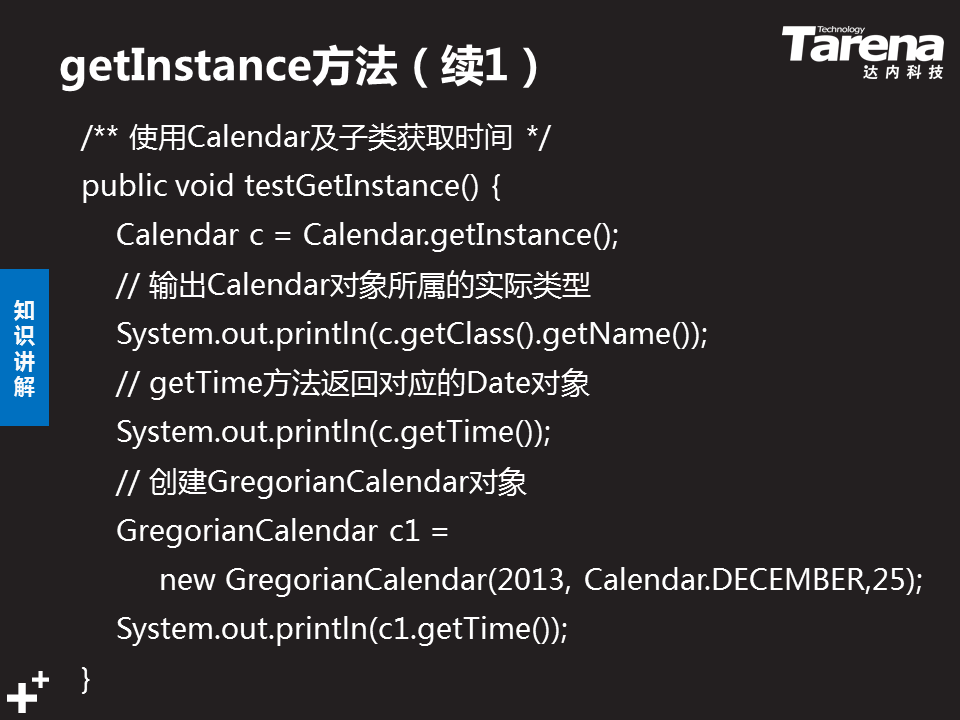 getInstance方法（续1）
Technology
Tarena
达内科技
/** 使用Calendar及子类获取时间 */
public void testGetInstance() {
Calendar c = Calendar.getInstance();
// 输出Calendar对象所属的实际类型
System.out.println(c.getClass().getName());
// getTime方法返回对应的Date对象
System.out.println(c.getTime());
// 创建GregorianCalendar对象
GregorianCalendar c1 =
new GregorianCalendar(2013, Calendar.DECEMBER,25);
System.out.println(c1.getTime());
}
知
识
讲
解